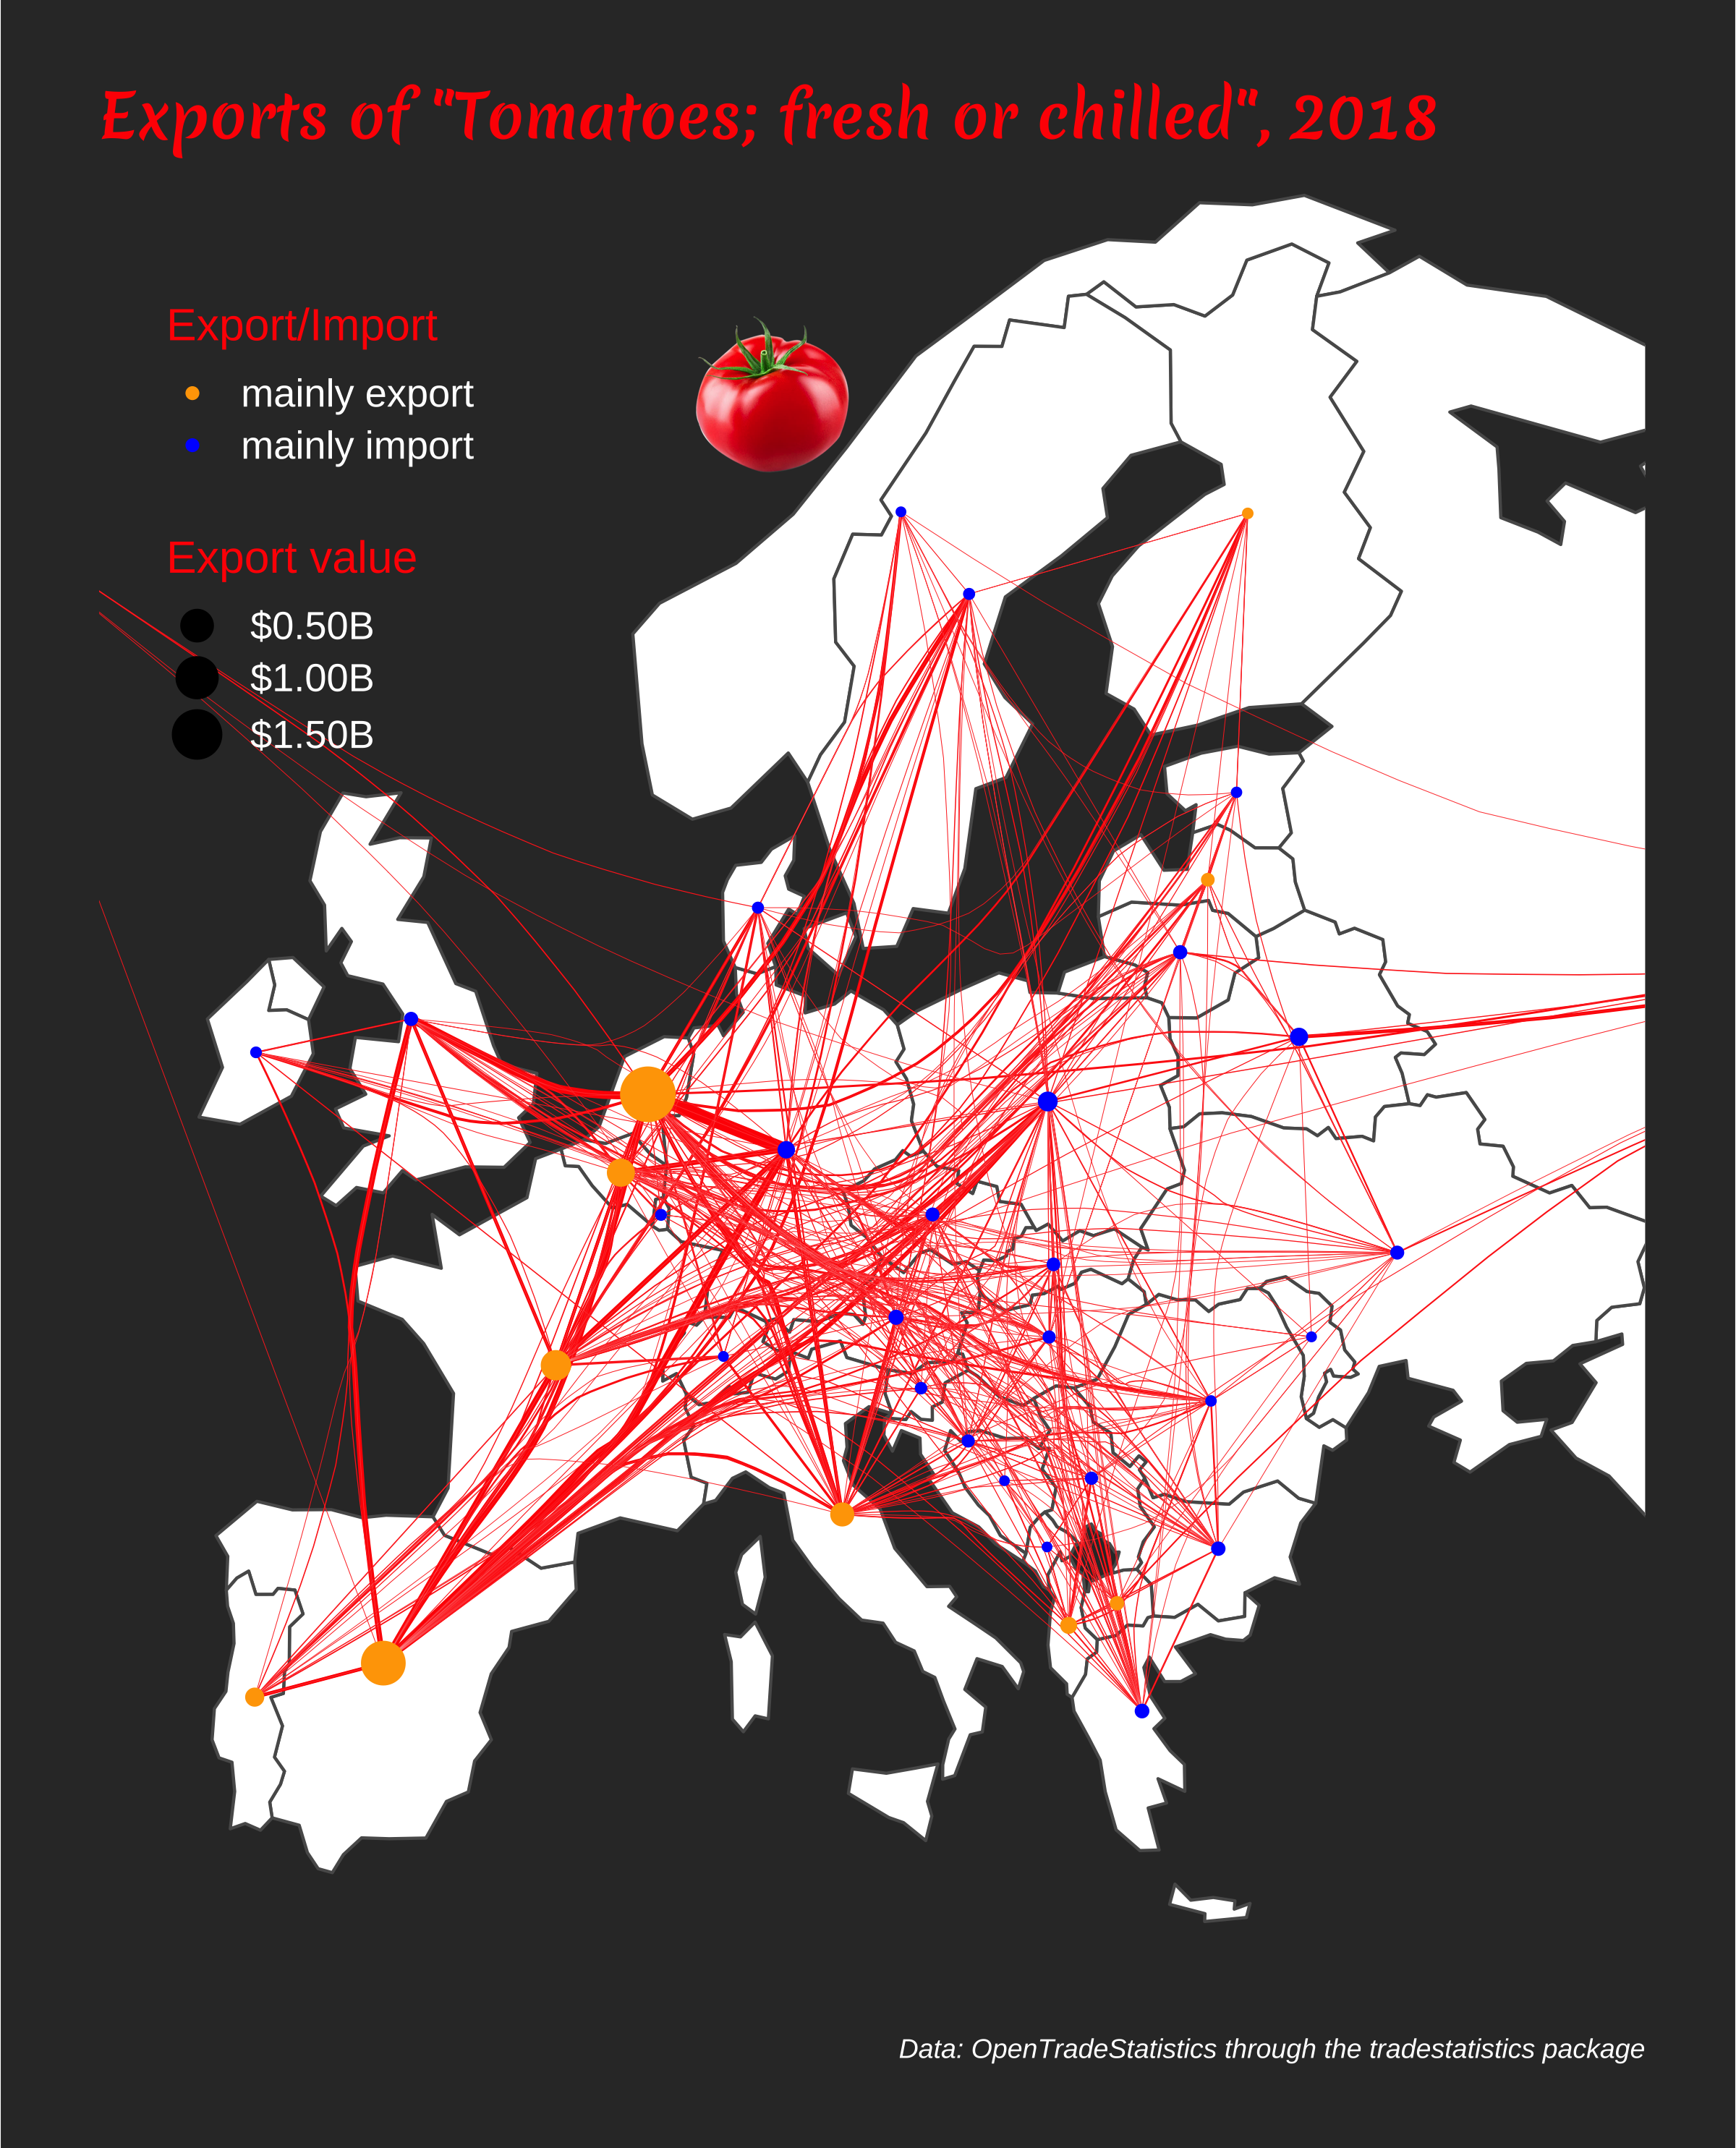 Exports of "Tomatoes; fresh or chilled", 2018
Export/Import
mainly export
mainly import
Export value
$0.50B
$1.00B
$1.50B
Data: OpenTradeStatistics through the tradestatistics package